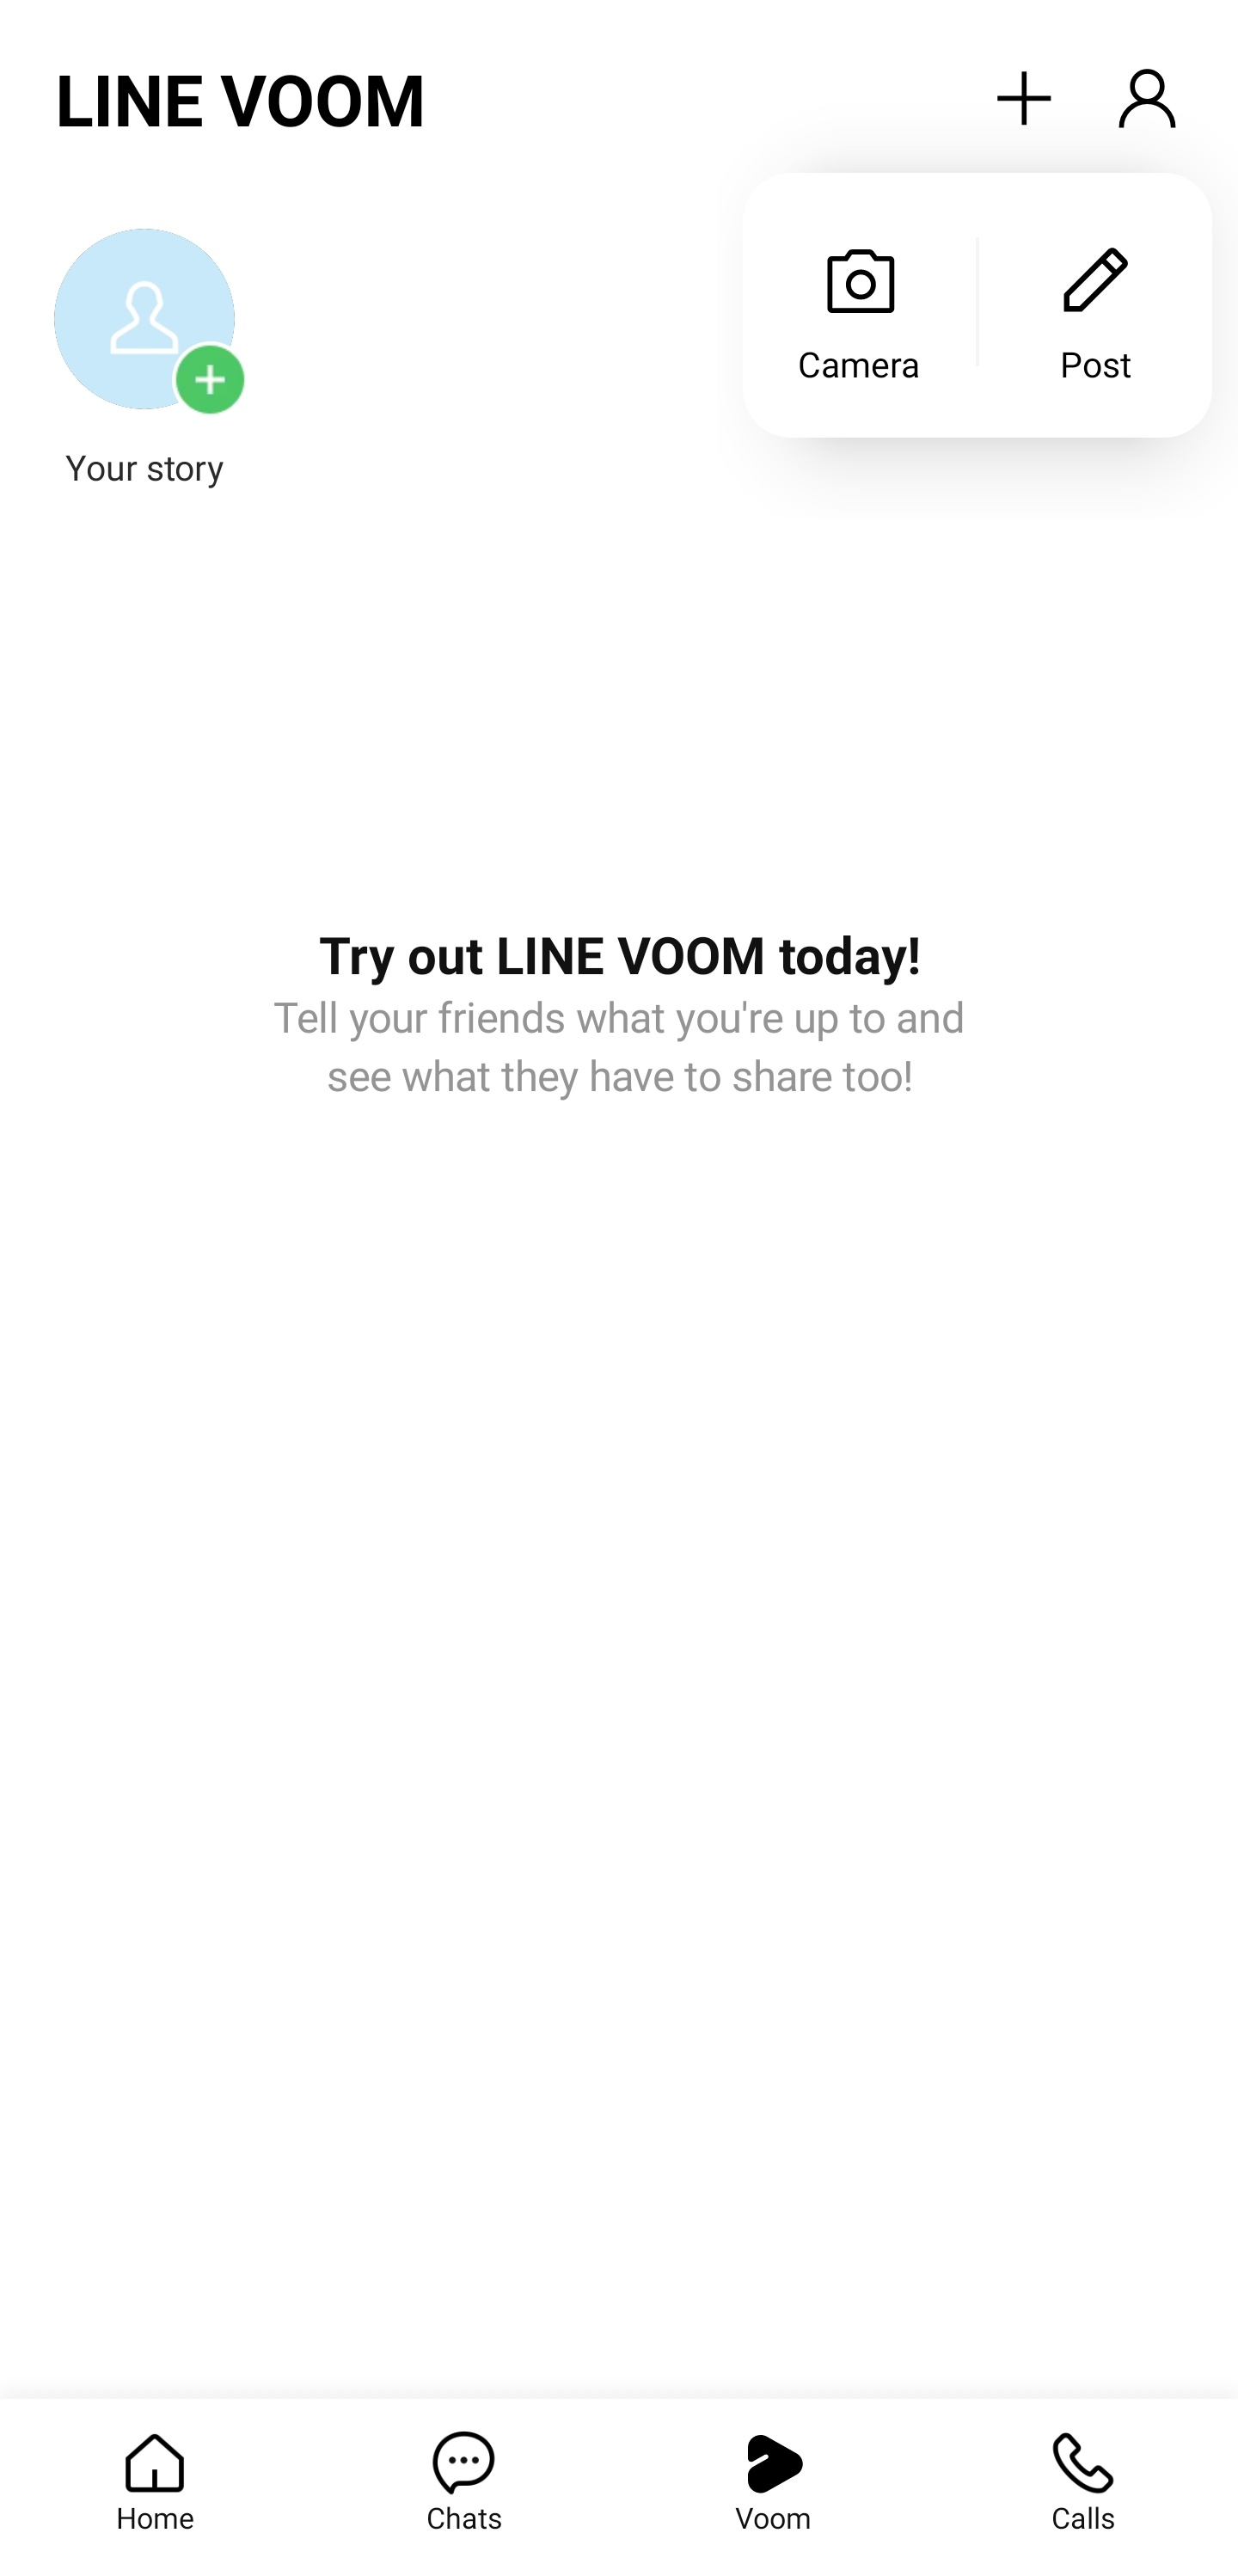 LINE VOOM
Camera
Post
Your story
Try out LINE VOOM today!
Tell your friends what you're up to and
see what they have to share too!
Home
Chats
Voom
Calls